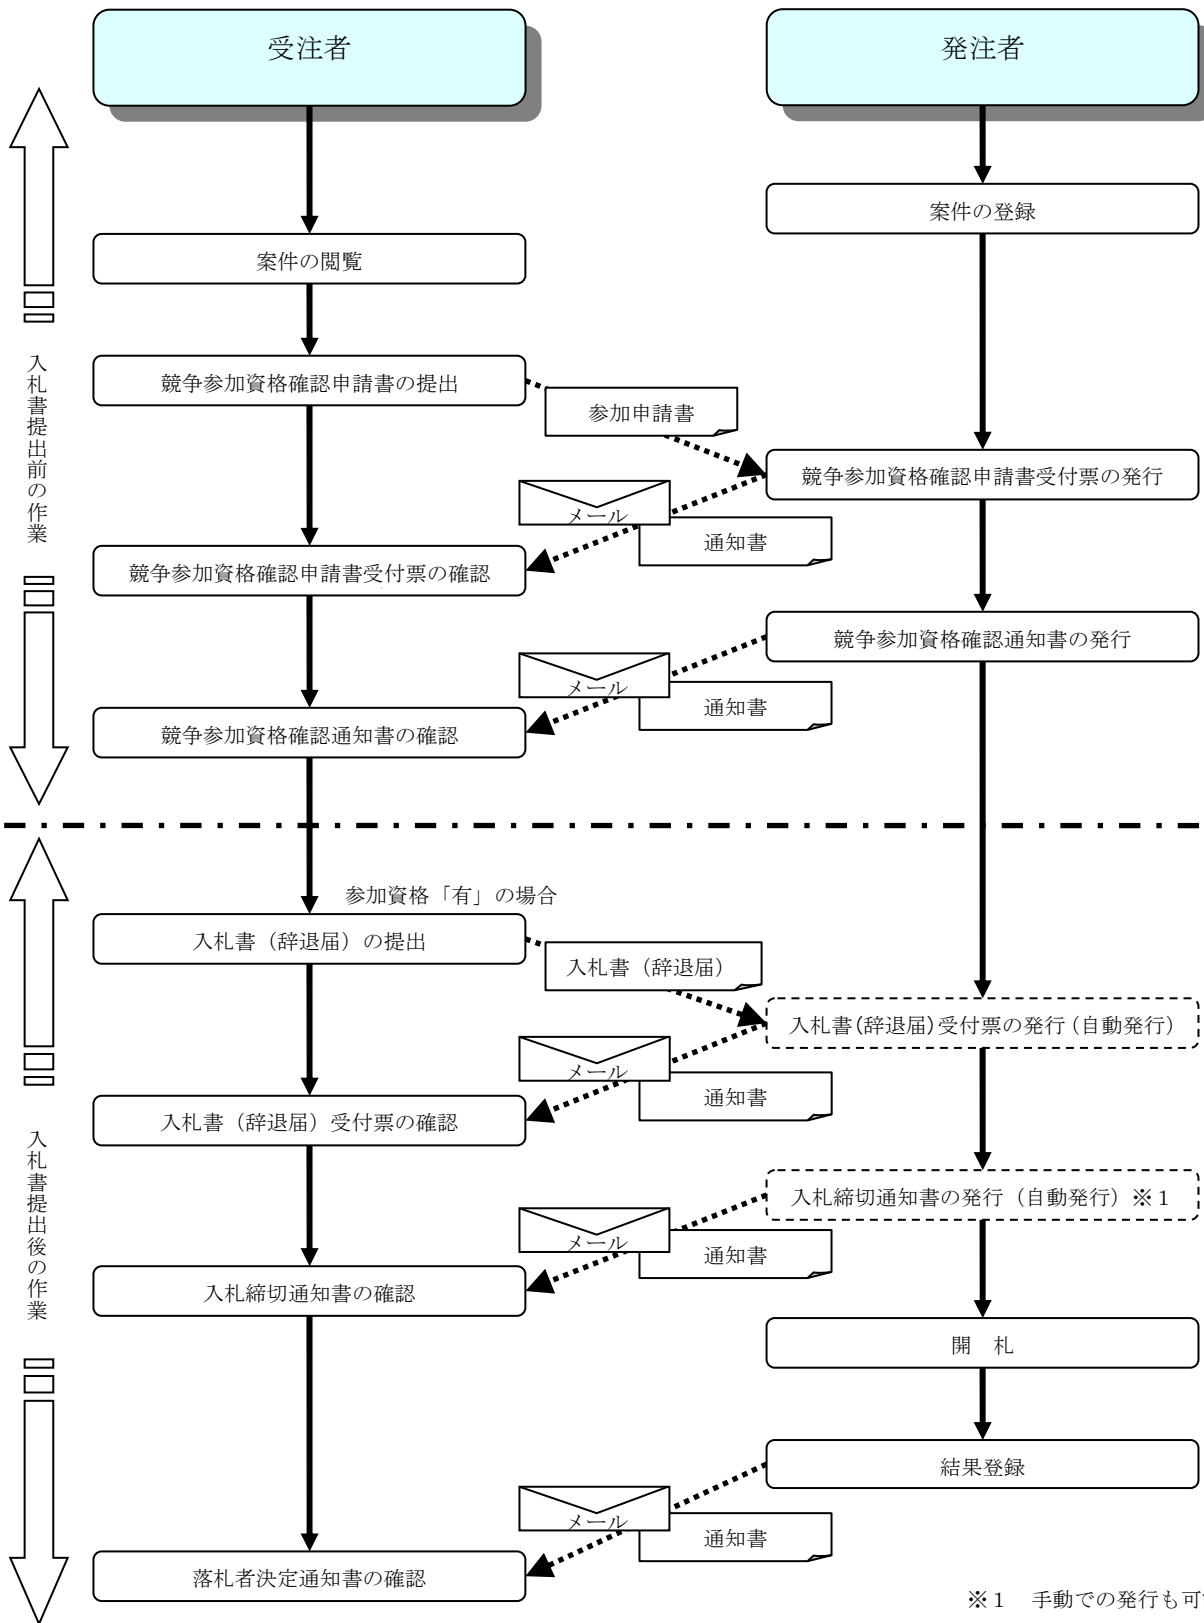 受注者
発注者
案件の登録
案件の閲覧
入札書提出前の作業
競争参加資格確認申請書の提出
参加申請書
競争参加資格確認申請書受付票の発行
メール
通知書
競争参加資格確認申請書受付票の確認
競争参加資格確認通知書の発行
メール
通知書
競争参加資格確認通知書の確認
参加資格「有」の場合
入札書（辞退届）の提出
入札書（辞退届）
入札書(辞退届)受付票の発行(自動発行)
メール
通知書
入札書（辞退届）受付票の確認
入札書提出後の作業
入札締切通知書の発行（自動発行）※１
メール
通知書
入札締切通知書の確認
開　札
結果登録
メール
通知書
落札者決定通知書の確認
※１　手動での発行も可